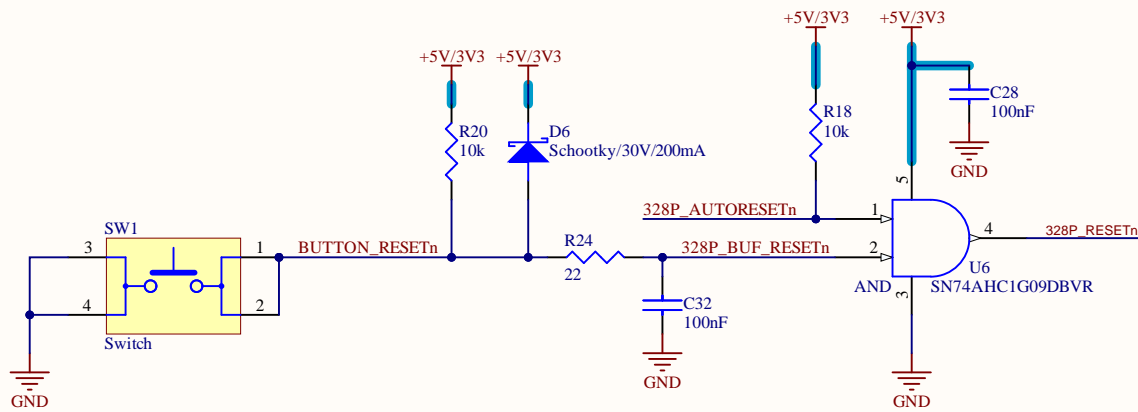 +5V/3V3
+5V/3V3
+5V/3V3
+5V/3V3
C28
100nF
GND
R20
10k
D6
Schootky/30V/200mA
R18
10k
5
328P_AUTORESETn
1
SW1
3
1
BUTTON_RESETn
R24
22
328P_BUF_RESETn
2
4
328P_RESETn
U6
SN74AHC1G09DBVR
AND
3
4
2
Switch
C32
100nF
GND
GND
GND